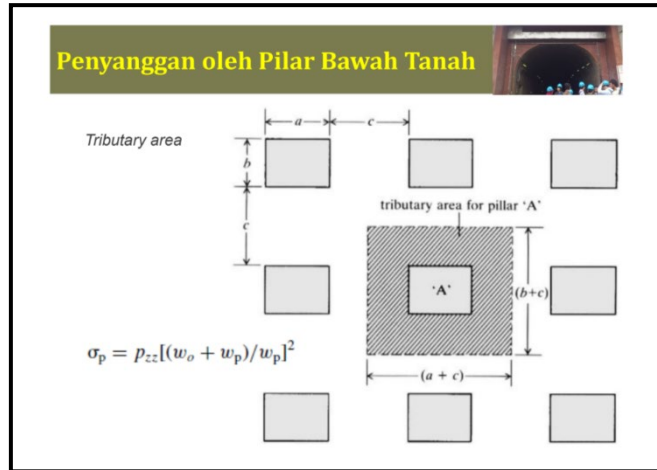 Penyanggan oleh Pilar Bawah Tanah
Tributary area
a
c
b
c
tributary area for pillar 'A'
'A'
(b+c)
σp = pzz[(wo + wp)/wp]²
(a + c)